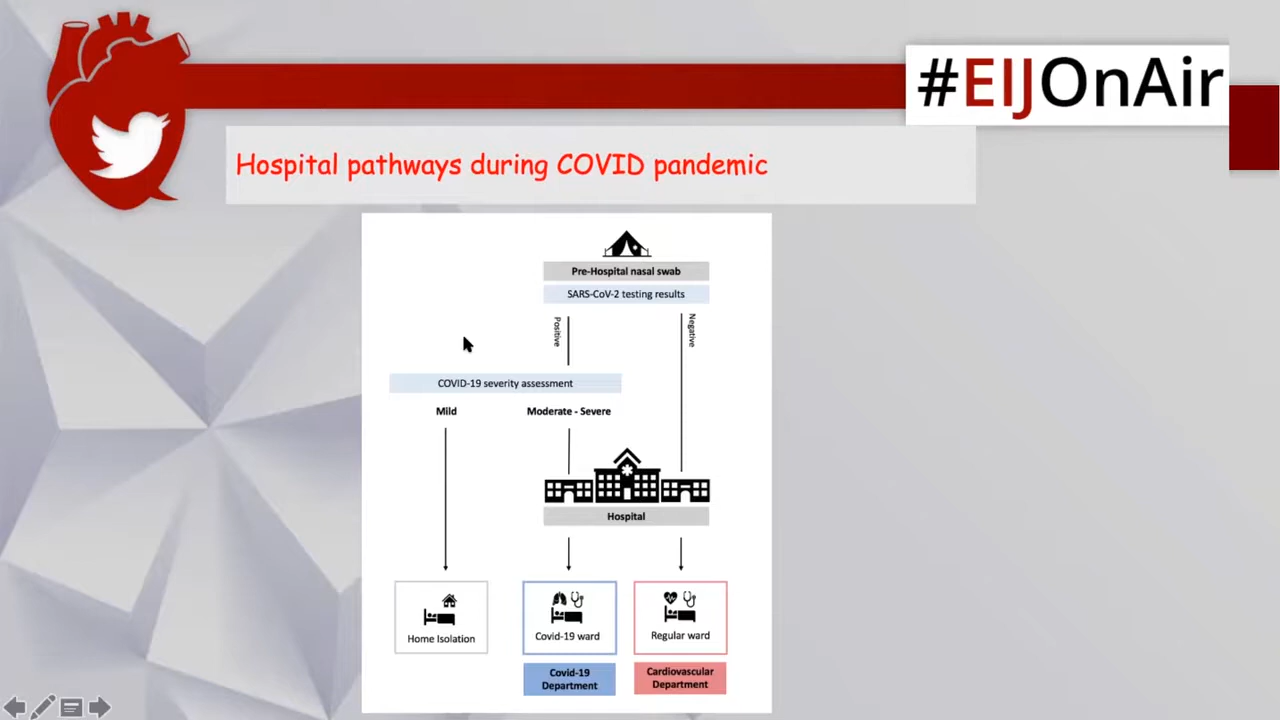 #EIJOnAir
Hospital pathways during COVID pandemic
Pre-Hospital nasal swab
SARS-CoV-2 testing results
Positive
Negative
COVID-19 severity assessment
Mild
Moderate - Severe
Hospital
Home Isolation
Covid-19 ward
Regular ward
Covid-19
Department
Cardiovascular
Department